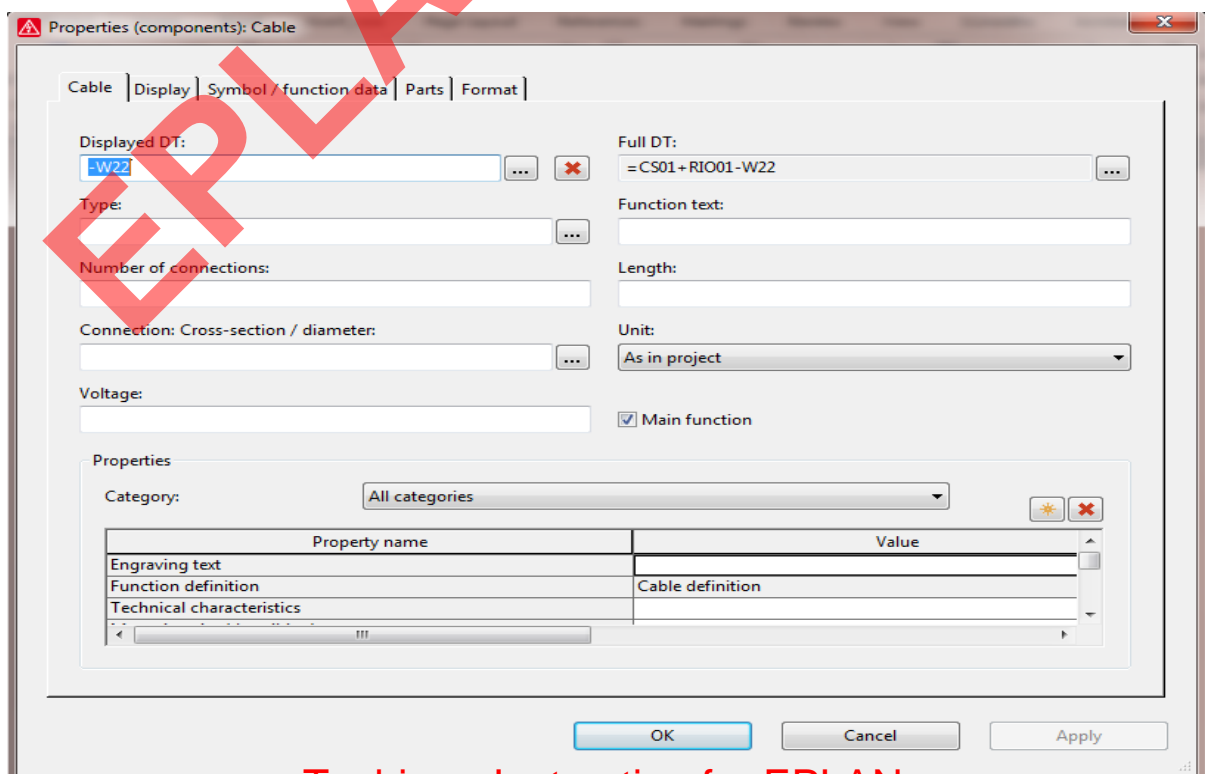 Properties (components): Cable
Cable Display Symbol / function data Parts Format
Displayed DT: Full DT:
-W22 ... =CS01+RIO01-W22 ...
Type: Function text:
...
Number of connections: Length:
Connection: Cross-section / diameter: Unit:
... As in project
Voltage:
Main function
Properties
Category: All categories
Property name Value
Engraving text
Function definition Cable definition
Technical characteristics
OK Cancel Apply
EPLA